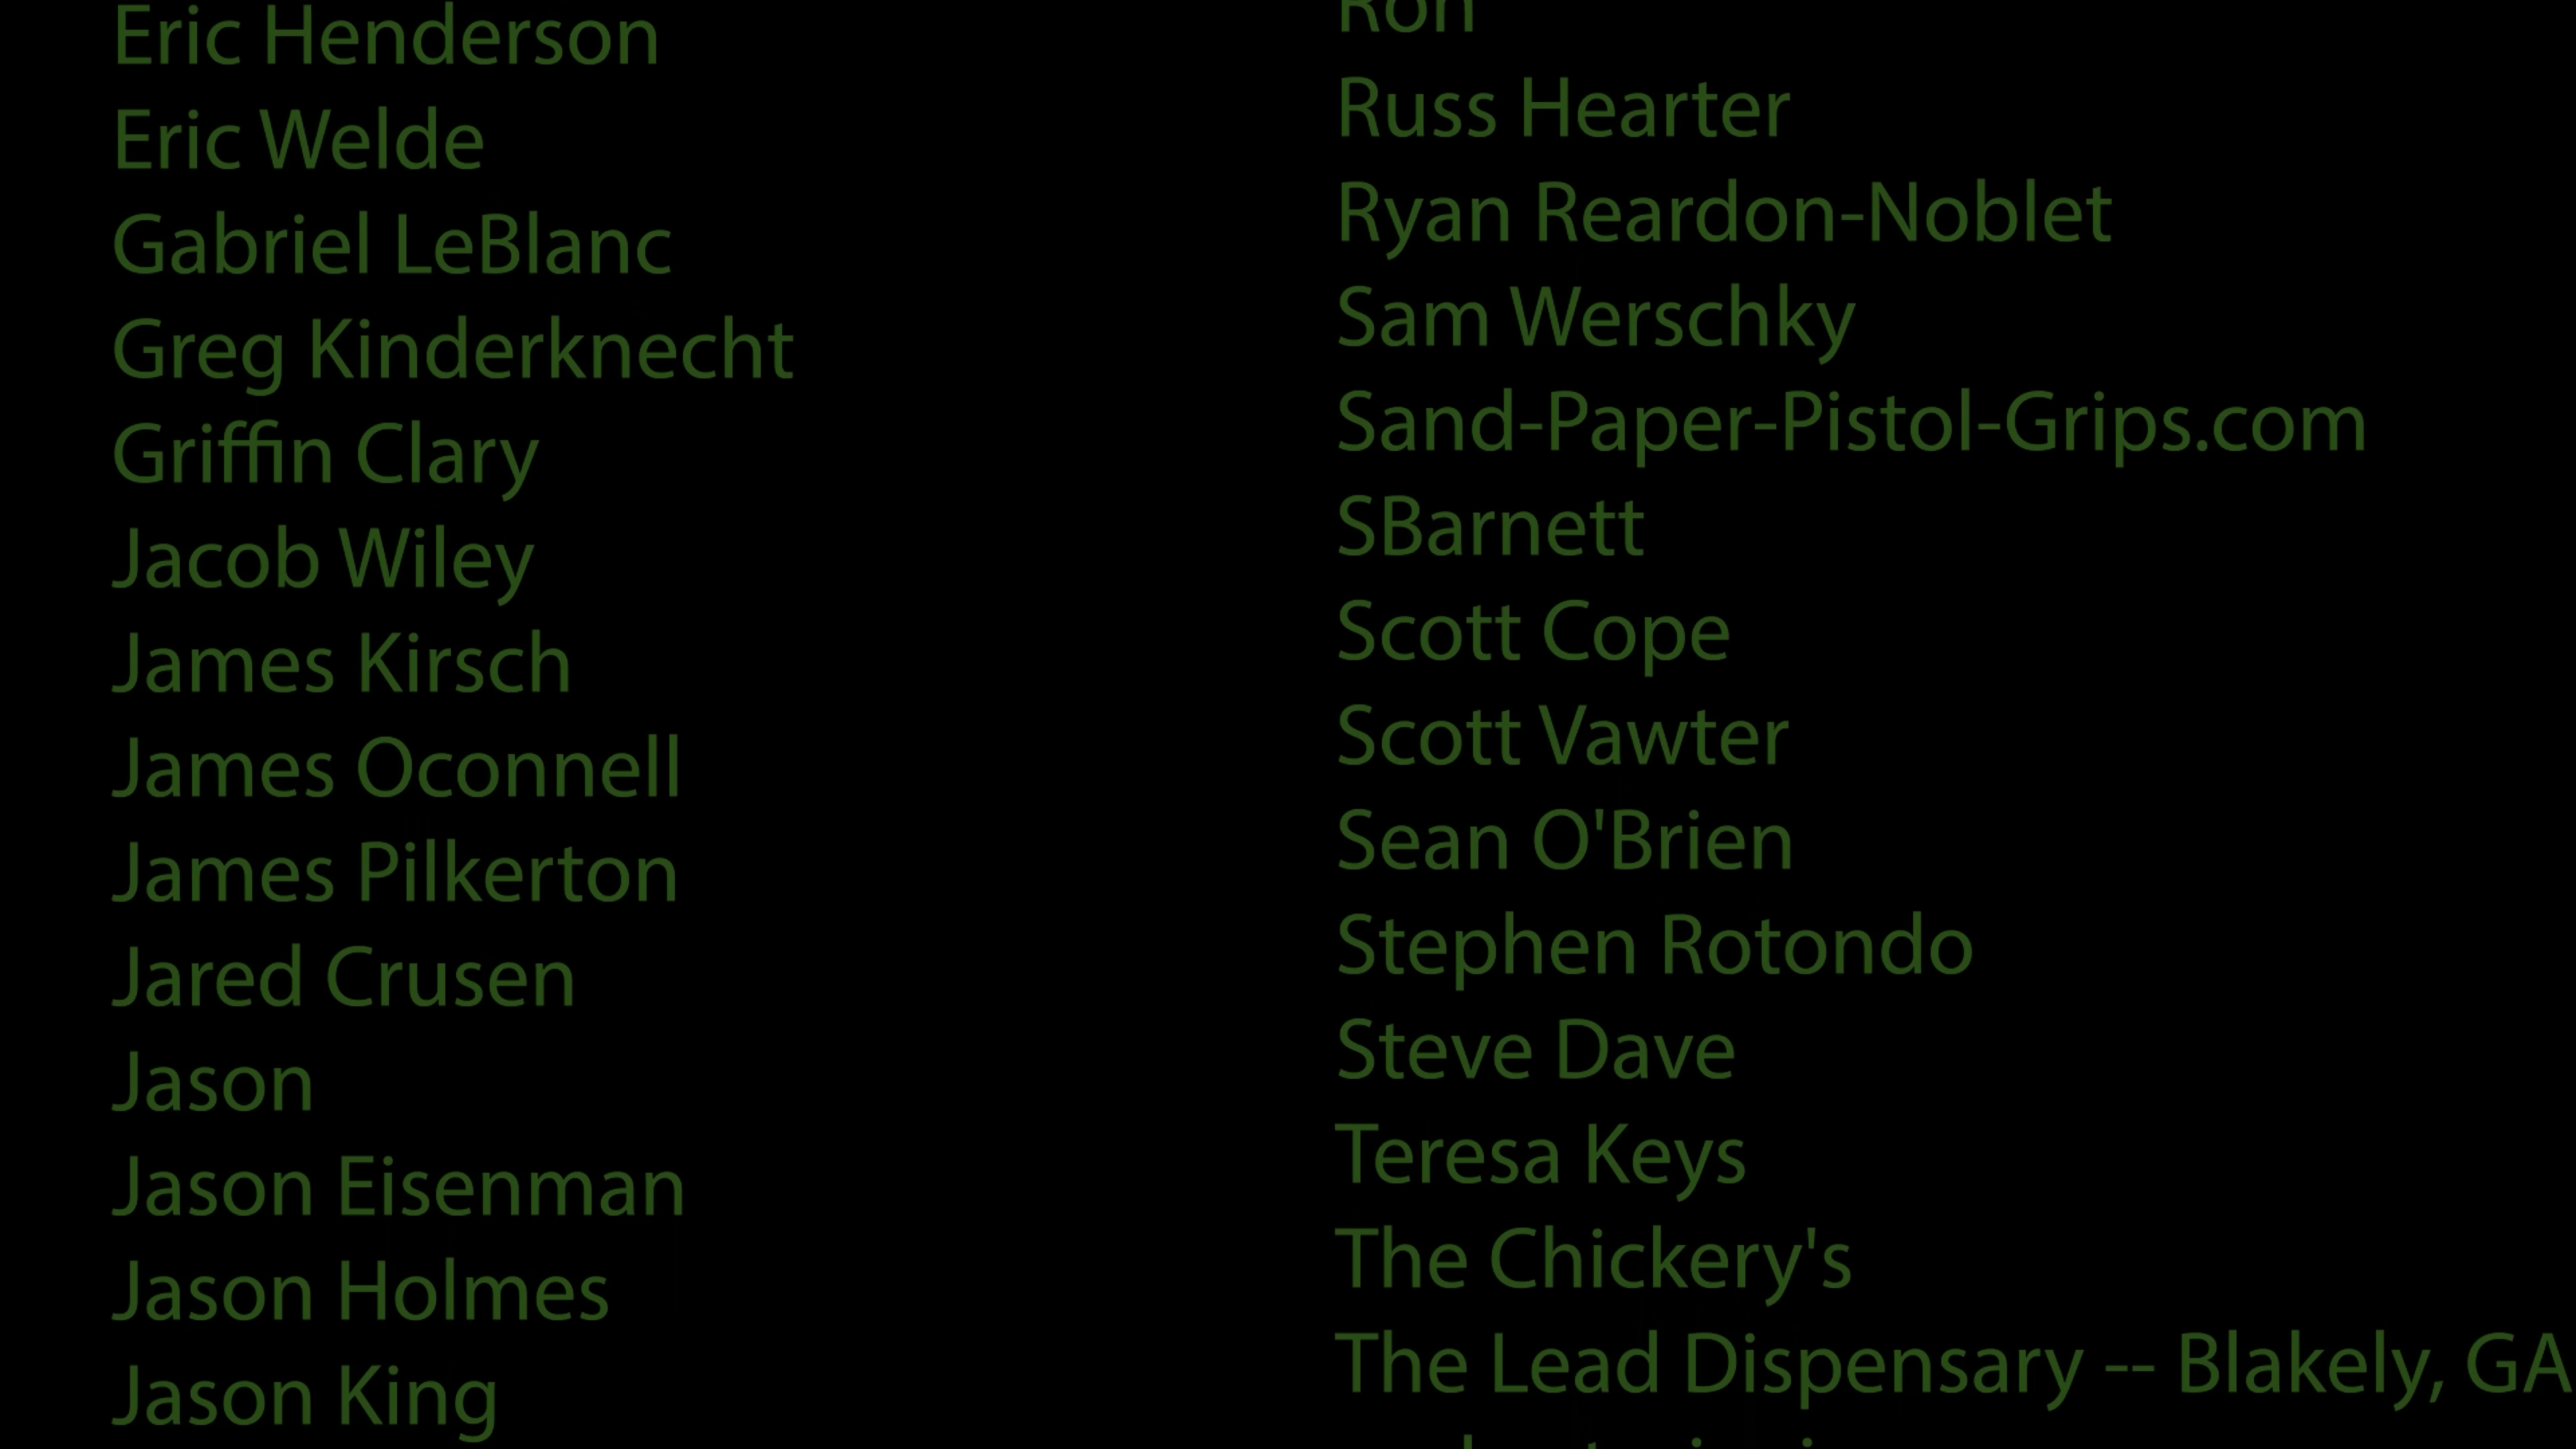 Eric Henderson
Eric Welde
Gabriel LeBlanc
Greg Kinderknecht
Griffin Clary
Jacob Wiley
James Kirsch
James Oconnell
James Pilkerton
Jared Crusen
Jason
Jason Eisenman
Jason Holmes
Jason King
Ron
Russ Hearter
Ryan Reardon-Noblet
Sam Werschky
Sand-Paper-Pistol-Grips.com
SBarnett
Scott Cope
Scott Vawter
Sean O'Brien
Stephen Rotondo
Steve Dave
Teresa Keys
The Chickery's
The Lead Dispensary -- Blakely, GA